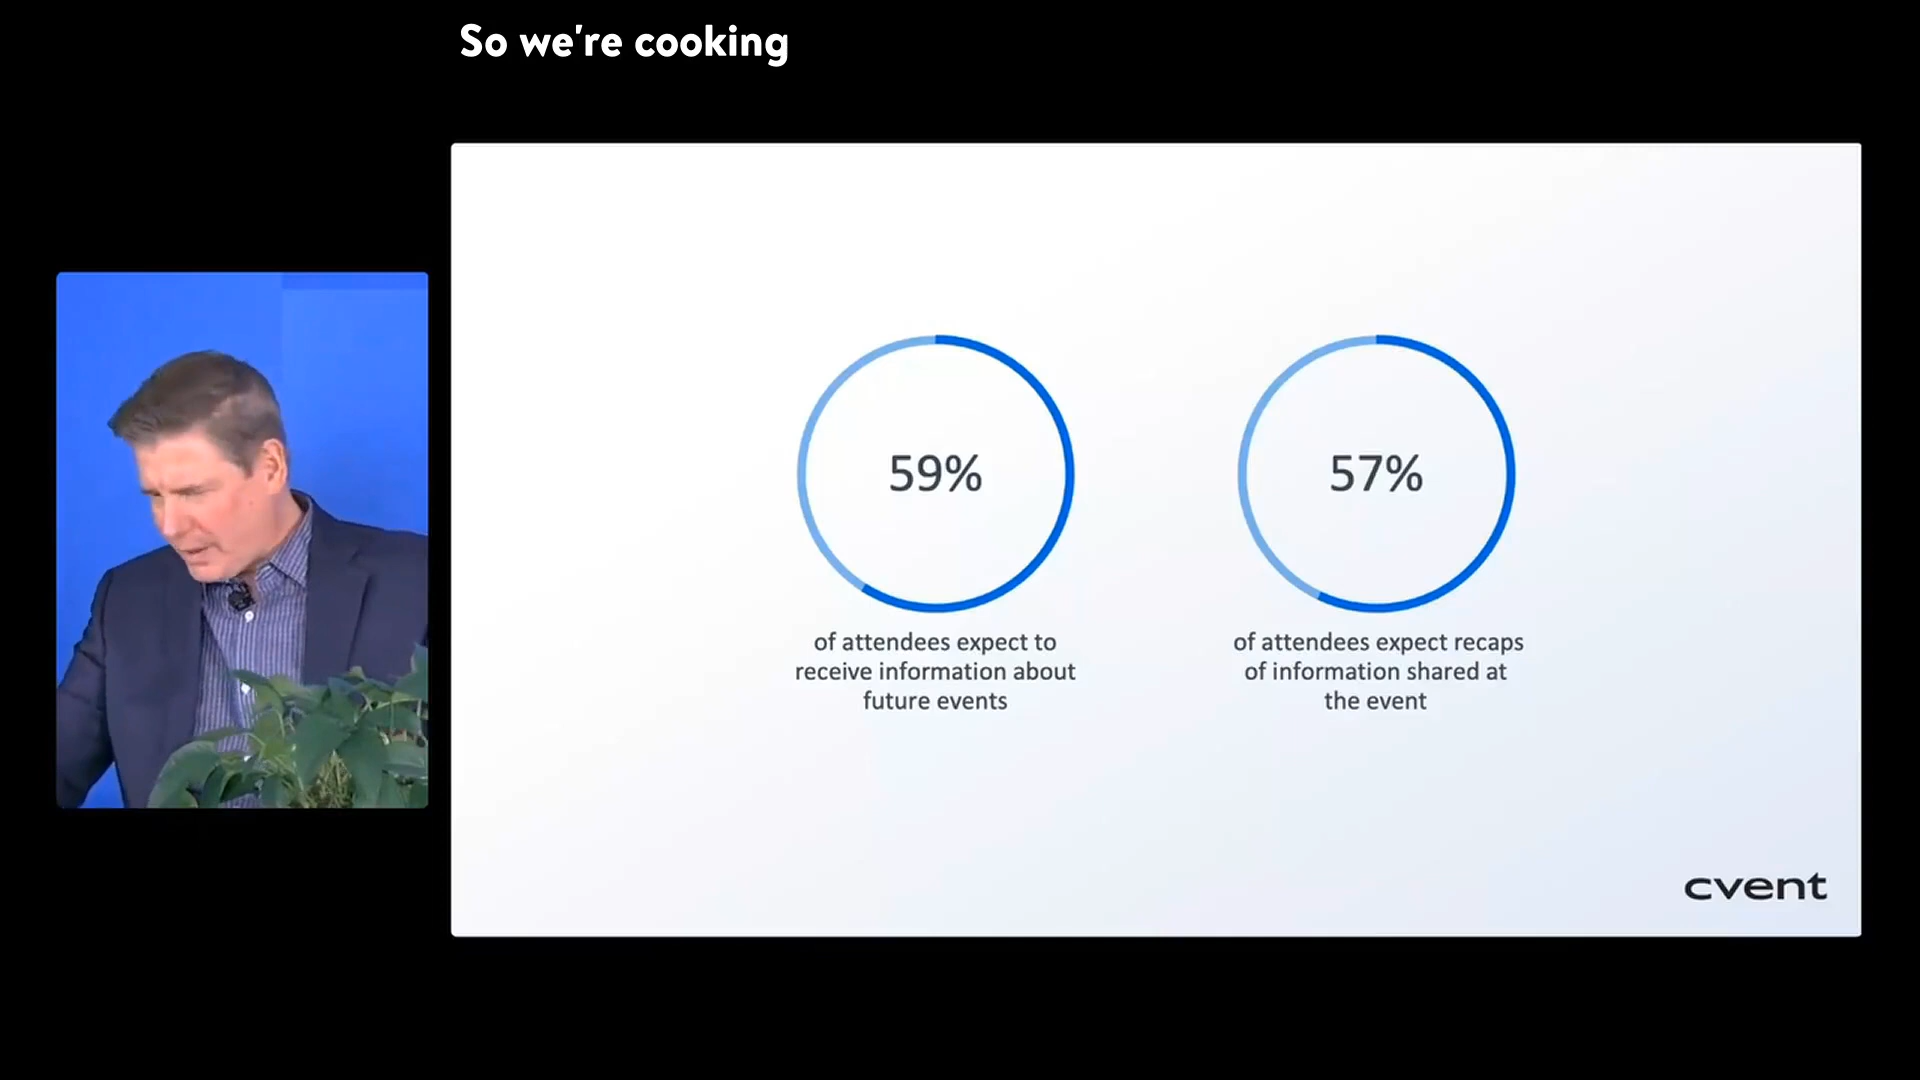 So we're cooking
59%
of attendees expect to
receive information about
future events
57%
of attendees expect recaps
of information shared at
the event
cvent